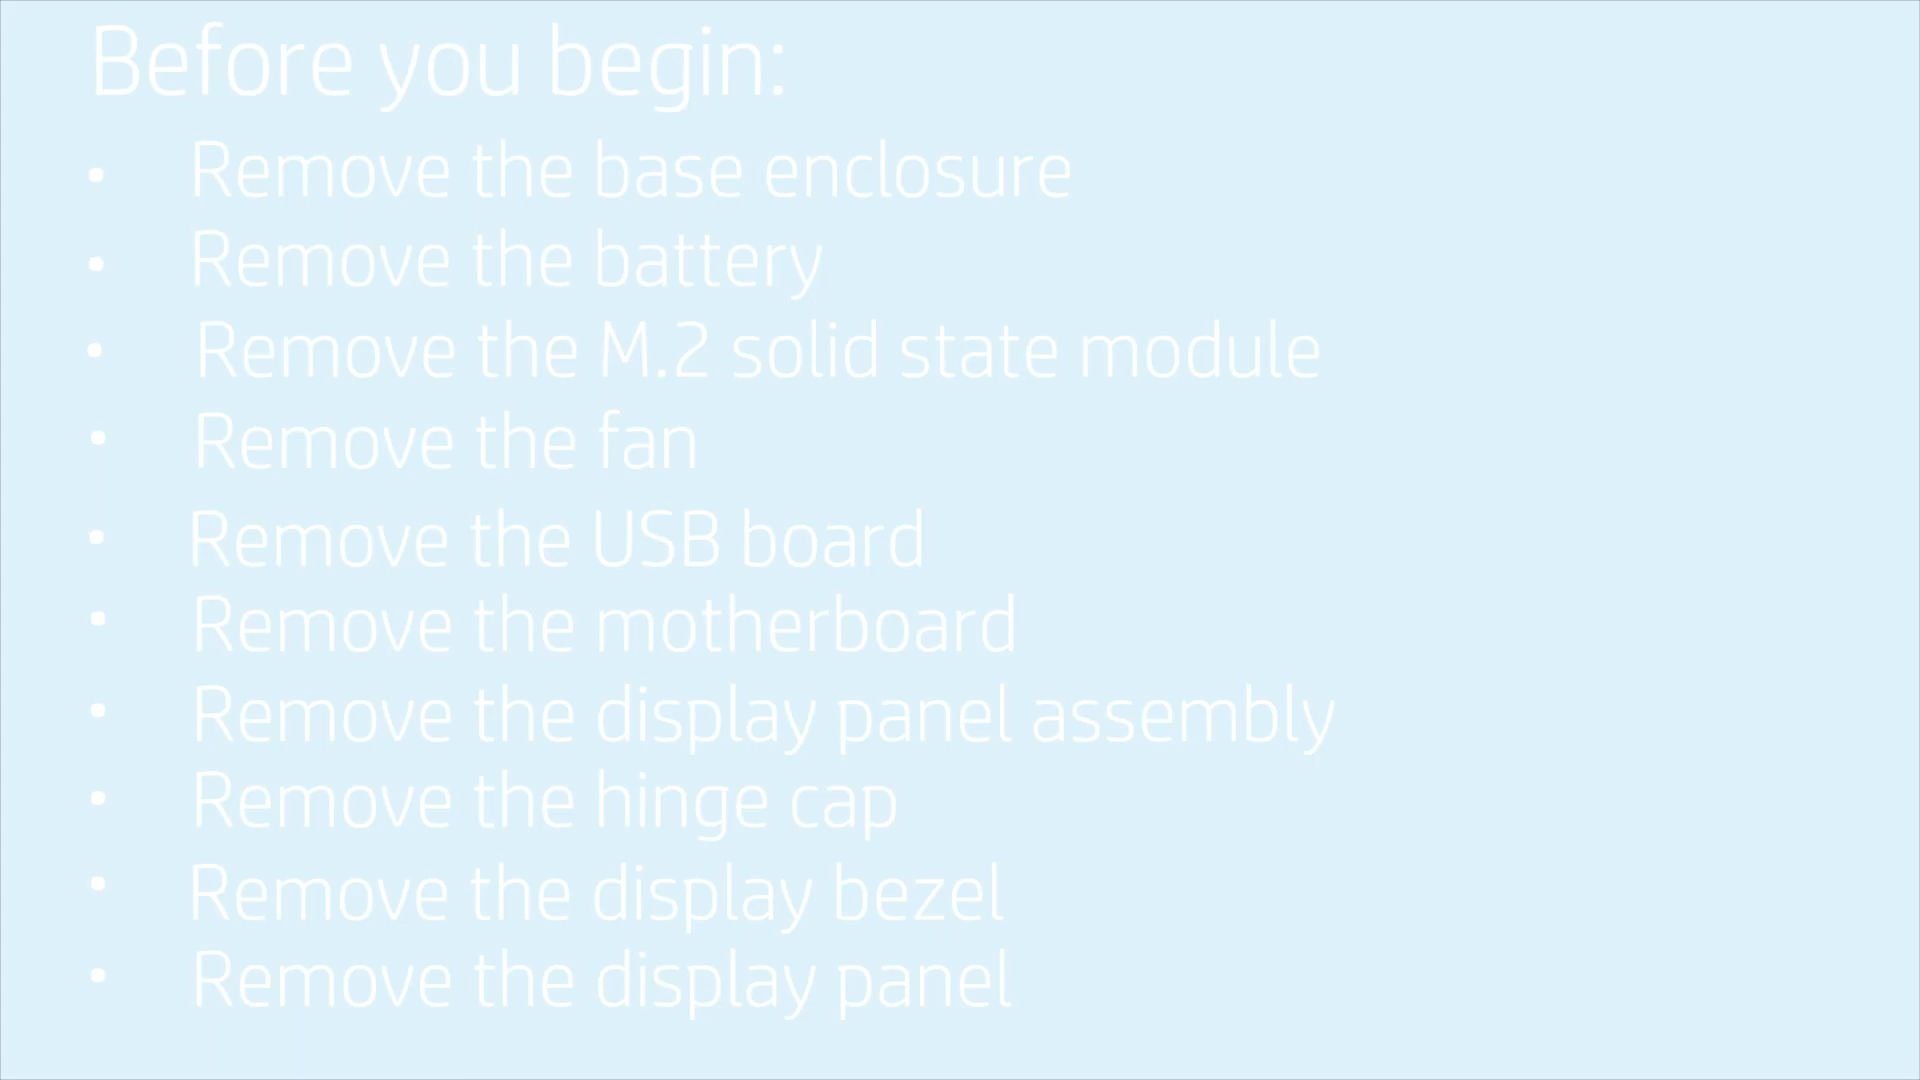 Before you begin:
• Remove the base enclosure
• Remove the battery
• Remove the M.2 solid state module
• Remove the fan
• Remove the USB board
• Remove the motherboard
• Remove the display panel assembly
• Remove the hinge cap
• Remove the display bezel
• Remove the display panel